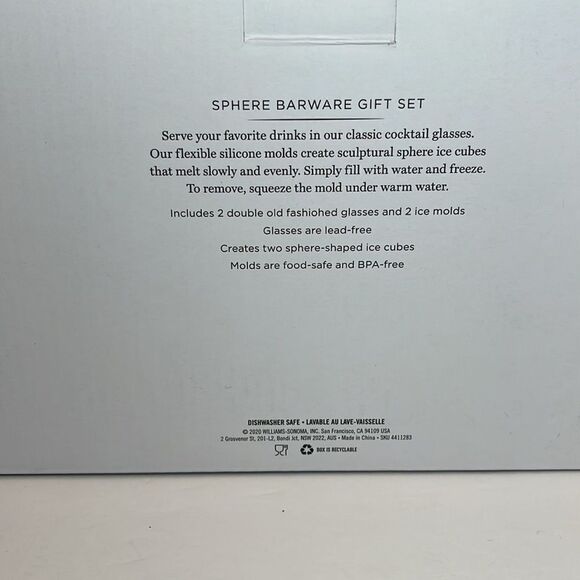 SPHERE BARWARE GIFT SET
Serve your favorite drinks in our classic cocktail glasses.
Our flexible silicone molds create sculptural sphere ice cubes
that melt slowly and evenly. Simply fill with water and freeze.
To remove, squeeze the mold under warm water.
Includes 2 double old fashiohed glasses and 2 ice molds
Glasses are lead-free
Creates two sphere-shaped ice cubes
Molds are food-safe and BPA-free
DISHWASHER SAFE • LAVABLE AU LAVE-VAISSELLE
© 2020 WILLIAMS-SONOMA, INC. San Francisco, CA 94109 USA
2 Grosvenor St, 201-L2, Bondi Jct, NSW 2022, AUS • Made in China • SKU 4411283
BOX IS RECYCLABLE